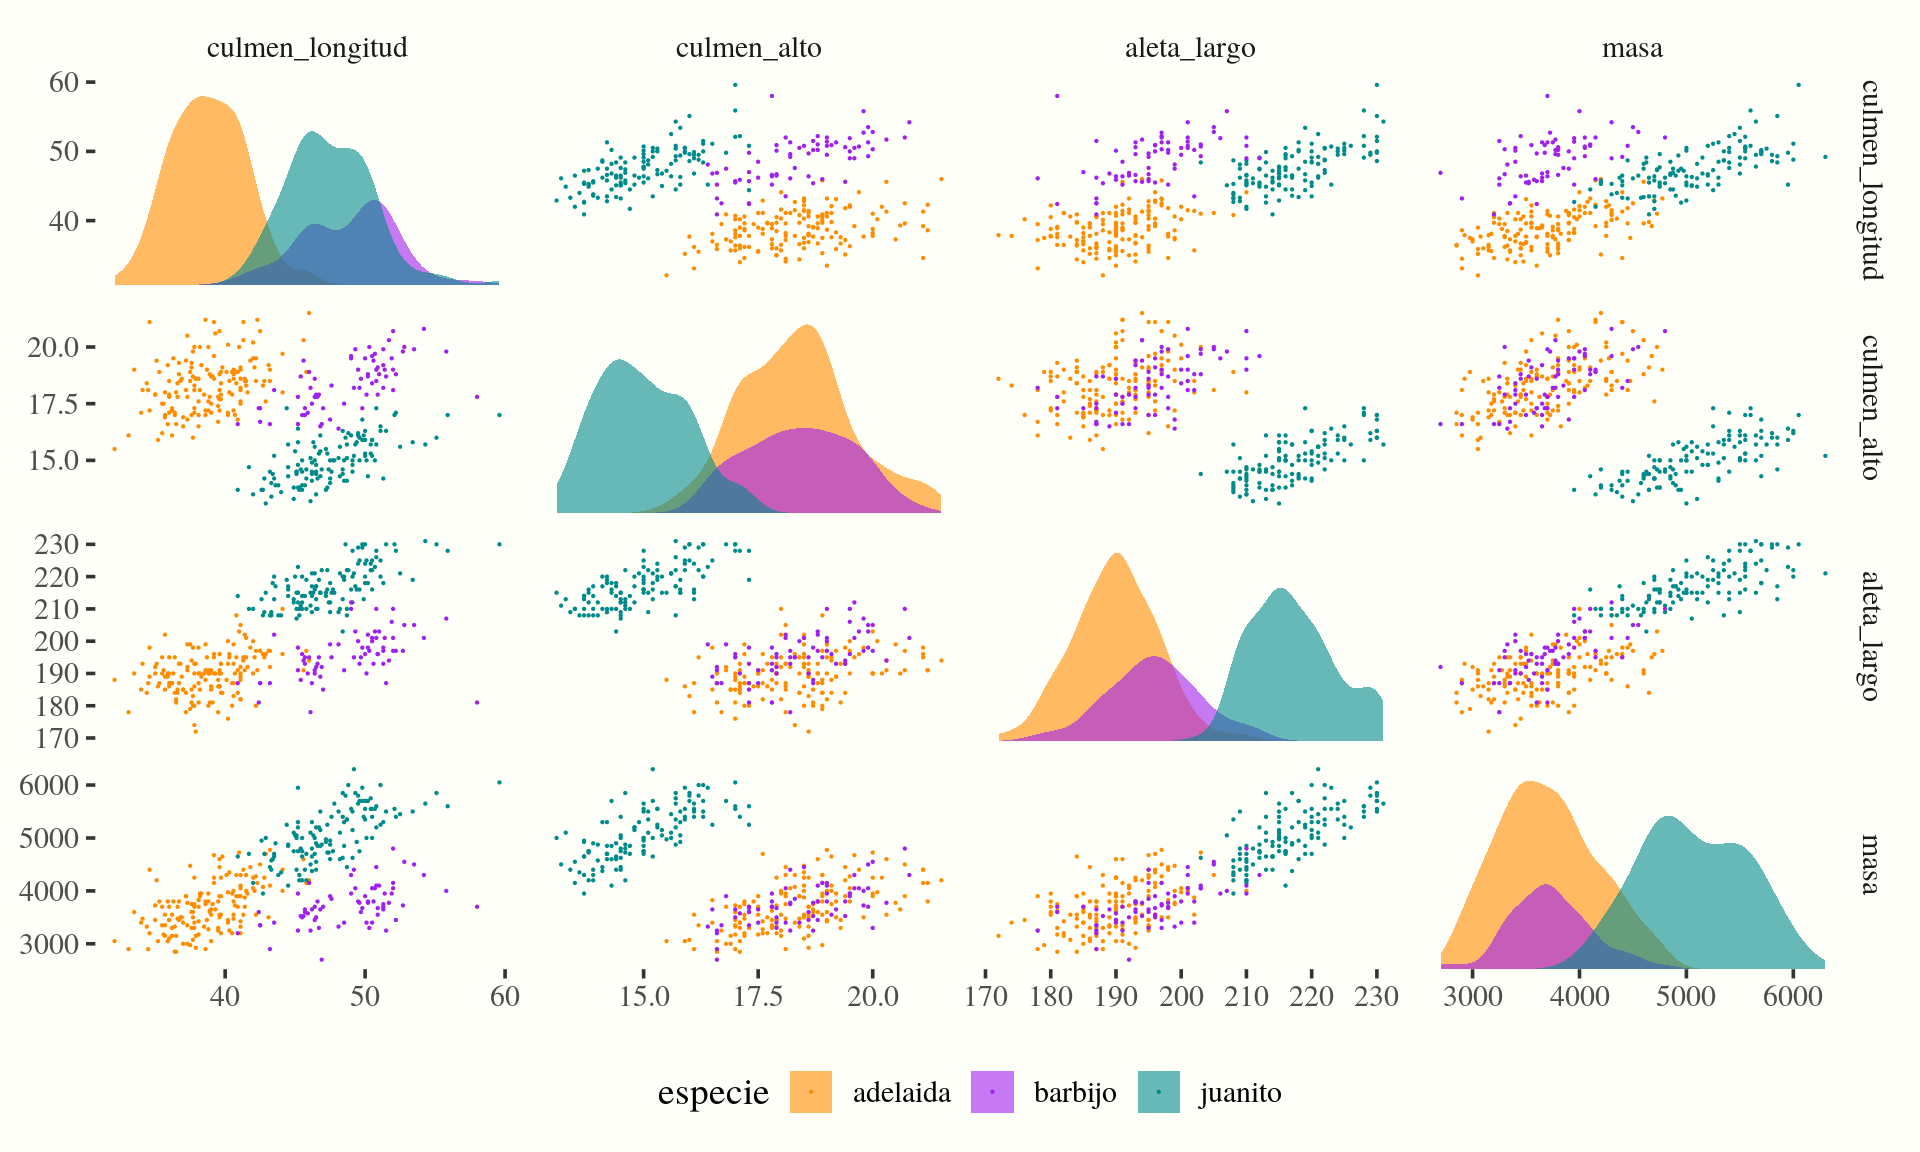 culmen_longitud culmen_alto aleta_largo masa
60
50
40
culmen_longitud
20.0
17.5
15.0
culmen_alto
230
220
210
200
190
180
170
aleta_largo
6000
5000
4000
3000
masa
40 50 60 15.0 17.5 20.0 170 180 190 200 210 220 230 3000 4000 5000 6000
especie adelaida barbijo juanito